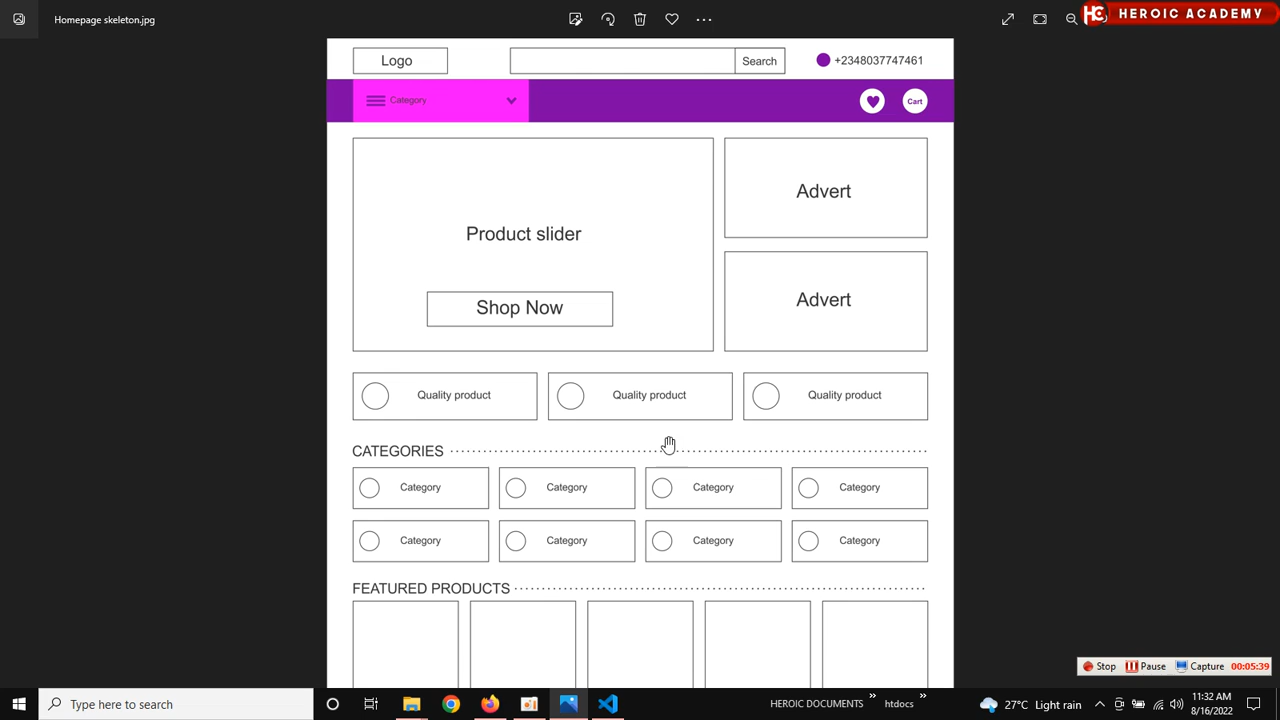 Homepage skeleton.jpg
HC HEROIC ACADEMY
Logo
Search
+2348037747461
Category
Cart
Product slider
Shop Now
Advert
Advert
Quality product
Quality product
Quality product
CATEGORIES
Category
Category
Category
Category
Category
Category
Category
Category
FEATURED PRODUCTS
Stop
Pause
Capture
00:05:39
Type here to search
HEROIC DOCUMENTS
htdocs
27°C Light rain
11:32 AM
8/16/2022